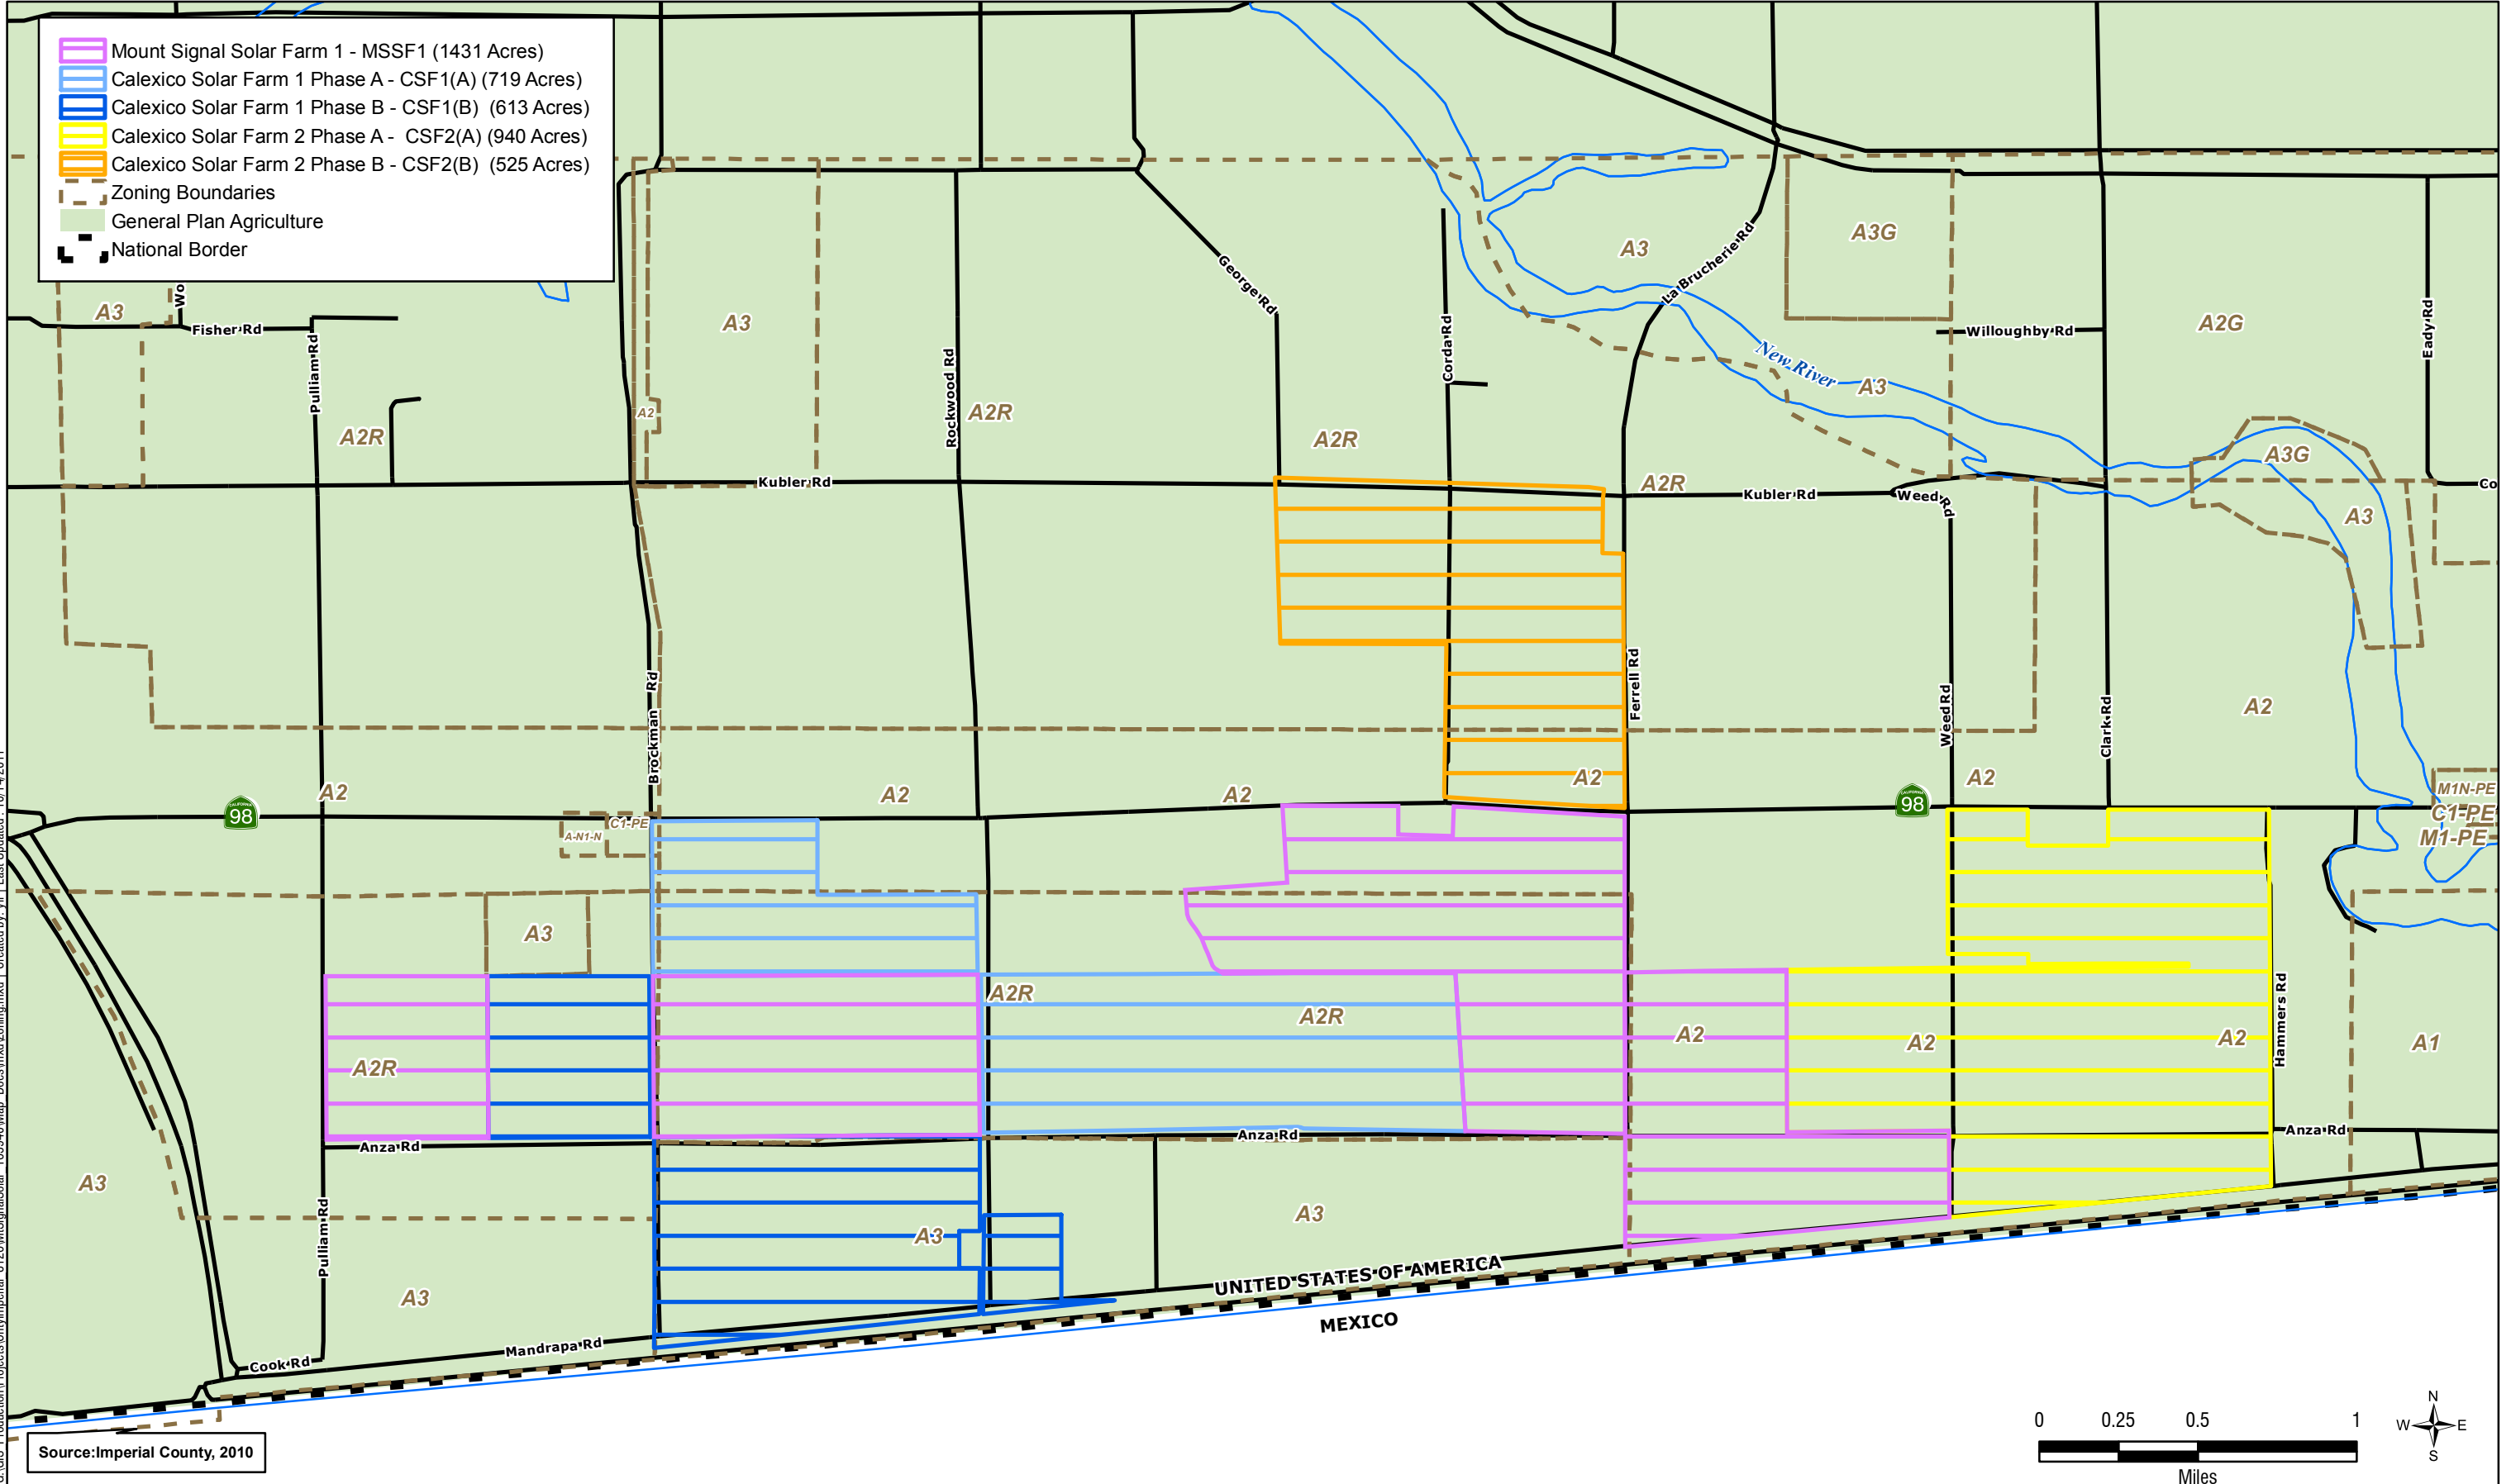 Mount Signal Solar Farm 1 - MSSF1 (1431 Acres)
Calexico Solar Farm 1 Phase A - CSF1(A) (719 Acres)
Calexico Solar Farm 1 Phase B - CSF1(B)  (613 Acres)
Calexico Solar Farm 2 Phase A -  CSF2(A) (940 Acres)
Calexico Solar Farm 2 Phase B - CSF2(B)  (525 Acres)
Zoning Boundaries
General Plan Agriculture
National Border
A3
A3G
La Brucherie Rd
George Rd
Wo
A3
Fisher Rd
Pulliam Rd
A3
Rockwood Rd
Corda Rd
Willoughby Rd
A2G
Eady Rd
New River
A3
A2
A2R
A2R
A2R
A3G
Kubler Rd
A2R
Kubler Rd
Weed Rd
Co
A3
Brockman Rd
Ferrell Rd
Weed Rd
Clark Rd
A2
A2
A2
A2
A2
A2
CALIFORNIA
98
CALIFORNIA
98
M1N-PE
C1-PE
M1-PE
A-N1-N
C1-PE
A3
A2R
A2R
A2
A2
A2
Hammers Rd
A1
A2R
Anza Rd
Anza Rd
Anza Rd
A3
Pulliam Rd
A3
A3
A3
UNITED STATES OF AMERICA
MEXICO
Mandrapa Rd
Cook Rd
Source:Imperial County, 2010
0 0.25 0.5 1
Miles
N
W E
S